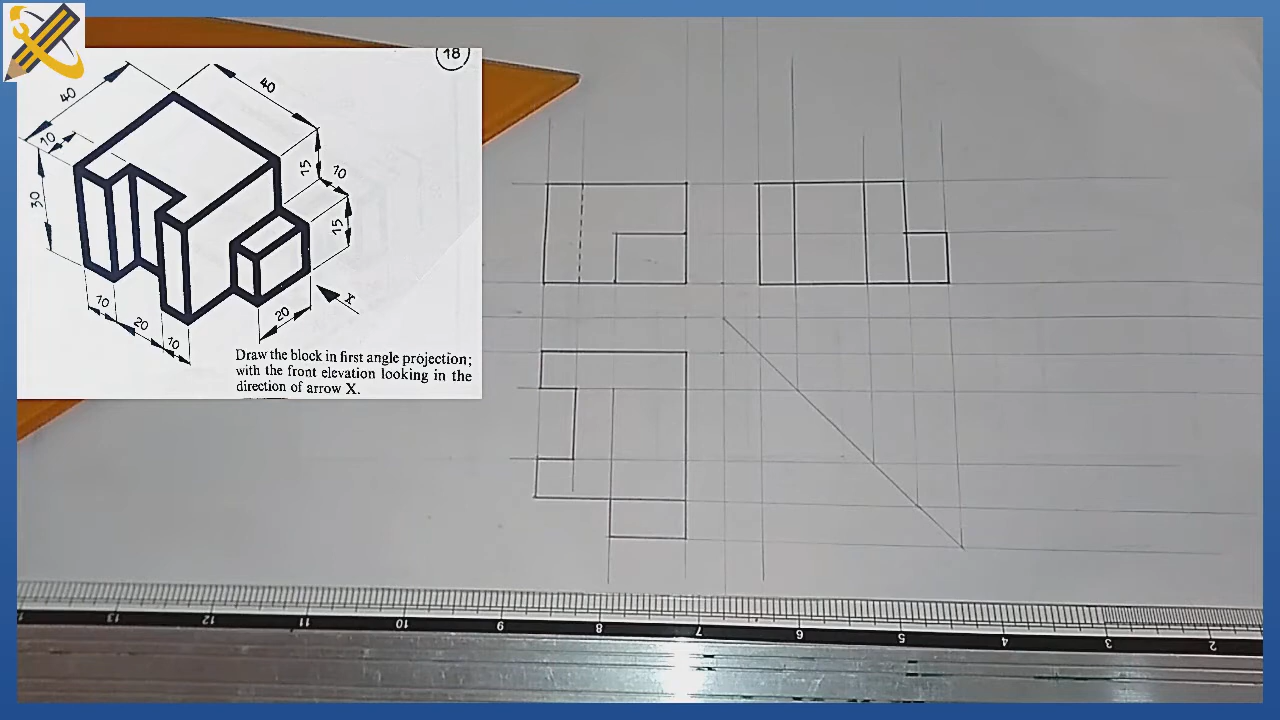 18
40
40
10
15
10
30
15
X
10
20
10
20
Draw the block in first angle projection;
with the front elevation looking in the
direction of arrow X.
13 12 11 10 9 8 7 6 5 4 3 2